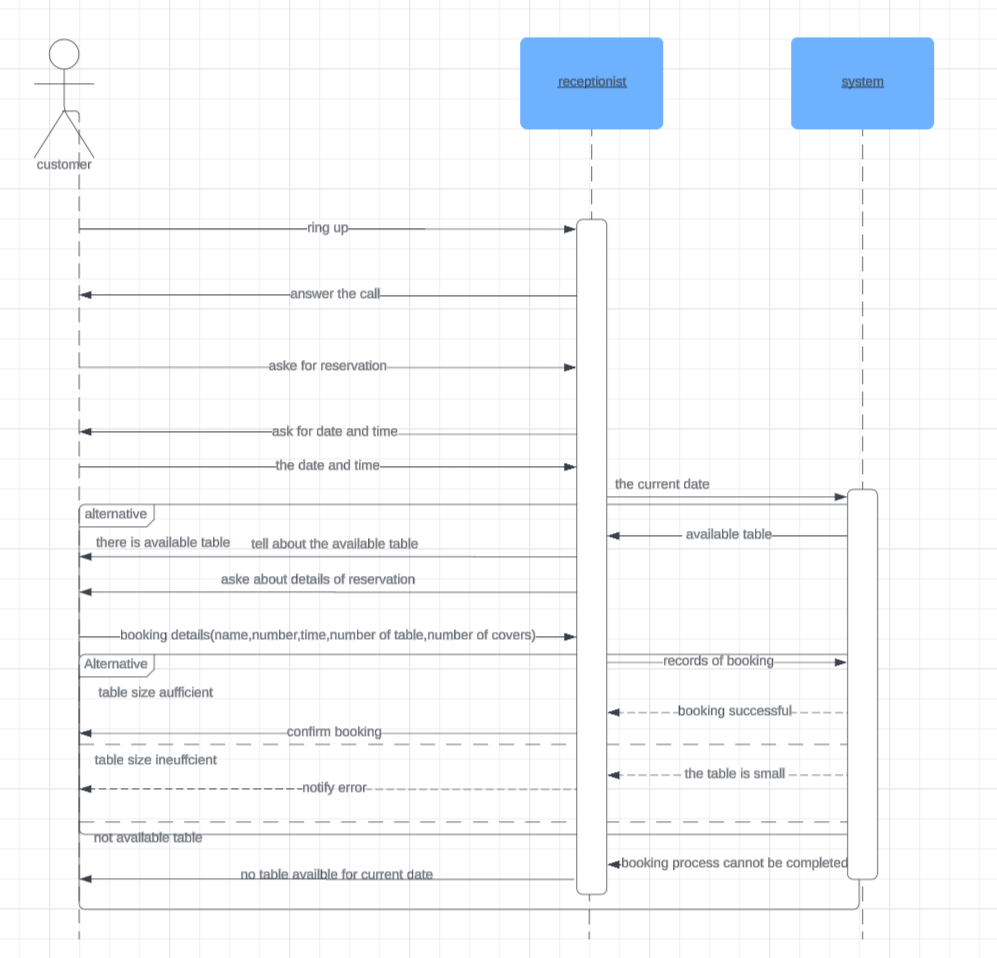 receptionist
system
customer
ring up
answer the call
aske for reservation
ask for date and time
the date and time
the current date
alternative
available table
there is available table
tell about the available table
aske about details of reservation
booking details(name,number,time,number of table,number of covers)
Alternative
records of booking
table size aufficient
booking successful
confirm booking
table size ineuffcient
the table is small
notify error
not available table
booking process cannot be completed
no table availble for current date